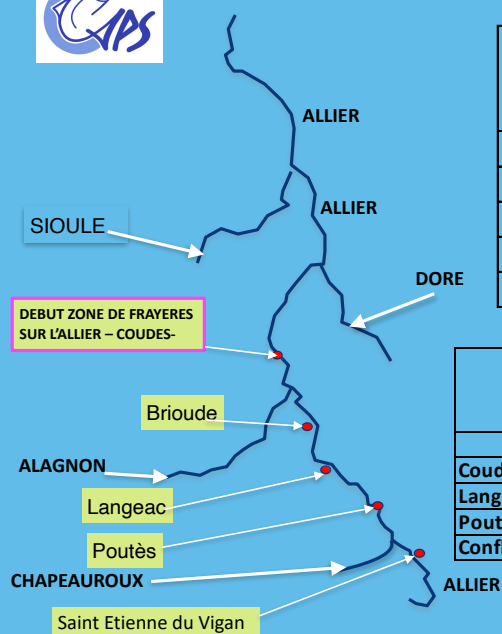 CAPS
ALLIER
ALLIER
SIOULE
DORE
DEBUT ZONE DE FRAYERES
SUR L'ALLIER – COUDES-
Brioude
ALAGNON
Langeac
Poutès
CHAPEAUROUX
Saint Etienne du Vigan
ALLIER
Coud
Lang
Pout
Conf